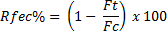 Rfec% = (1 − Ft/Fc) x 100